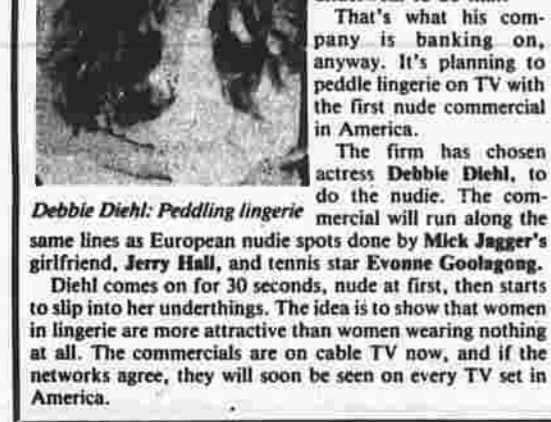 That's what his com-
pany is banking on,
anyway. It's planning to
peddle lingerie on TV with
the first nude commercial
in America.
The firm has chosen
actress Debbie Diehl, to
do the nudie. The com-
mercial will run along the
Debbie Diehl: Peddling lingerie
same lines as European nudie spots done by Mick Jagger's
girlfriend, Jerry Hall, and tennis star Evonne Goolagong.
Diehl comes on for 30 seconds, nude at first, then starts
to slip into her underthings. The idea is to show that women
in lingerie are more attractive than women wearing nothing
at all. The commercials are on cable TV now, and if the
networks agree, they will soon be seen on every TV set in
America.